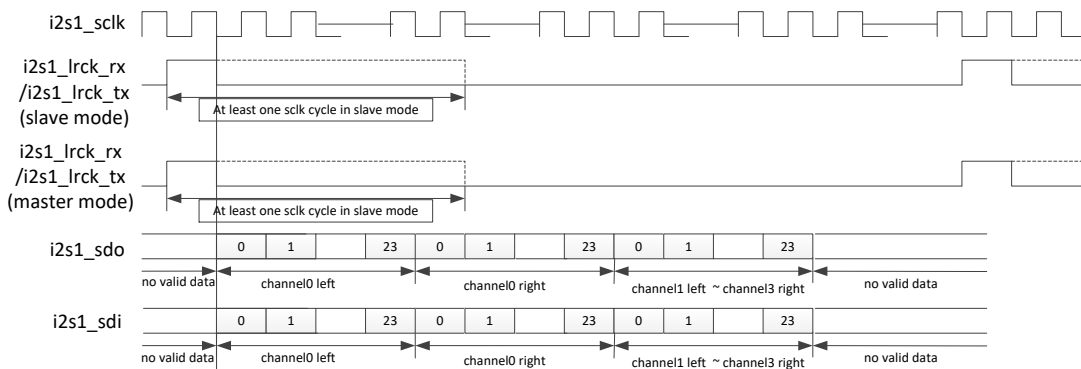 i2s1_sclk
i2s1_lrck_rx
/i2s1_lrck_tx
(slave mode)
At least one sclk cycle in slave mode
i2s1_lrck_rx
/i2s1_lrck_tx
(master mode)
At least one sclk cycle in slave mode
i2s1_sdo
0 1 23 0 1 23 0 1 23
no valid data channel0 left channel0 right channel1 left ~ channel3 right no valid data
i2s1_sdi
0 1 23 0 1 23 0 1 23
no valid data channel0 left channel0 right channel1 left ~ channel3 right no valid data